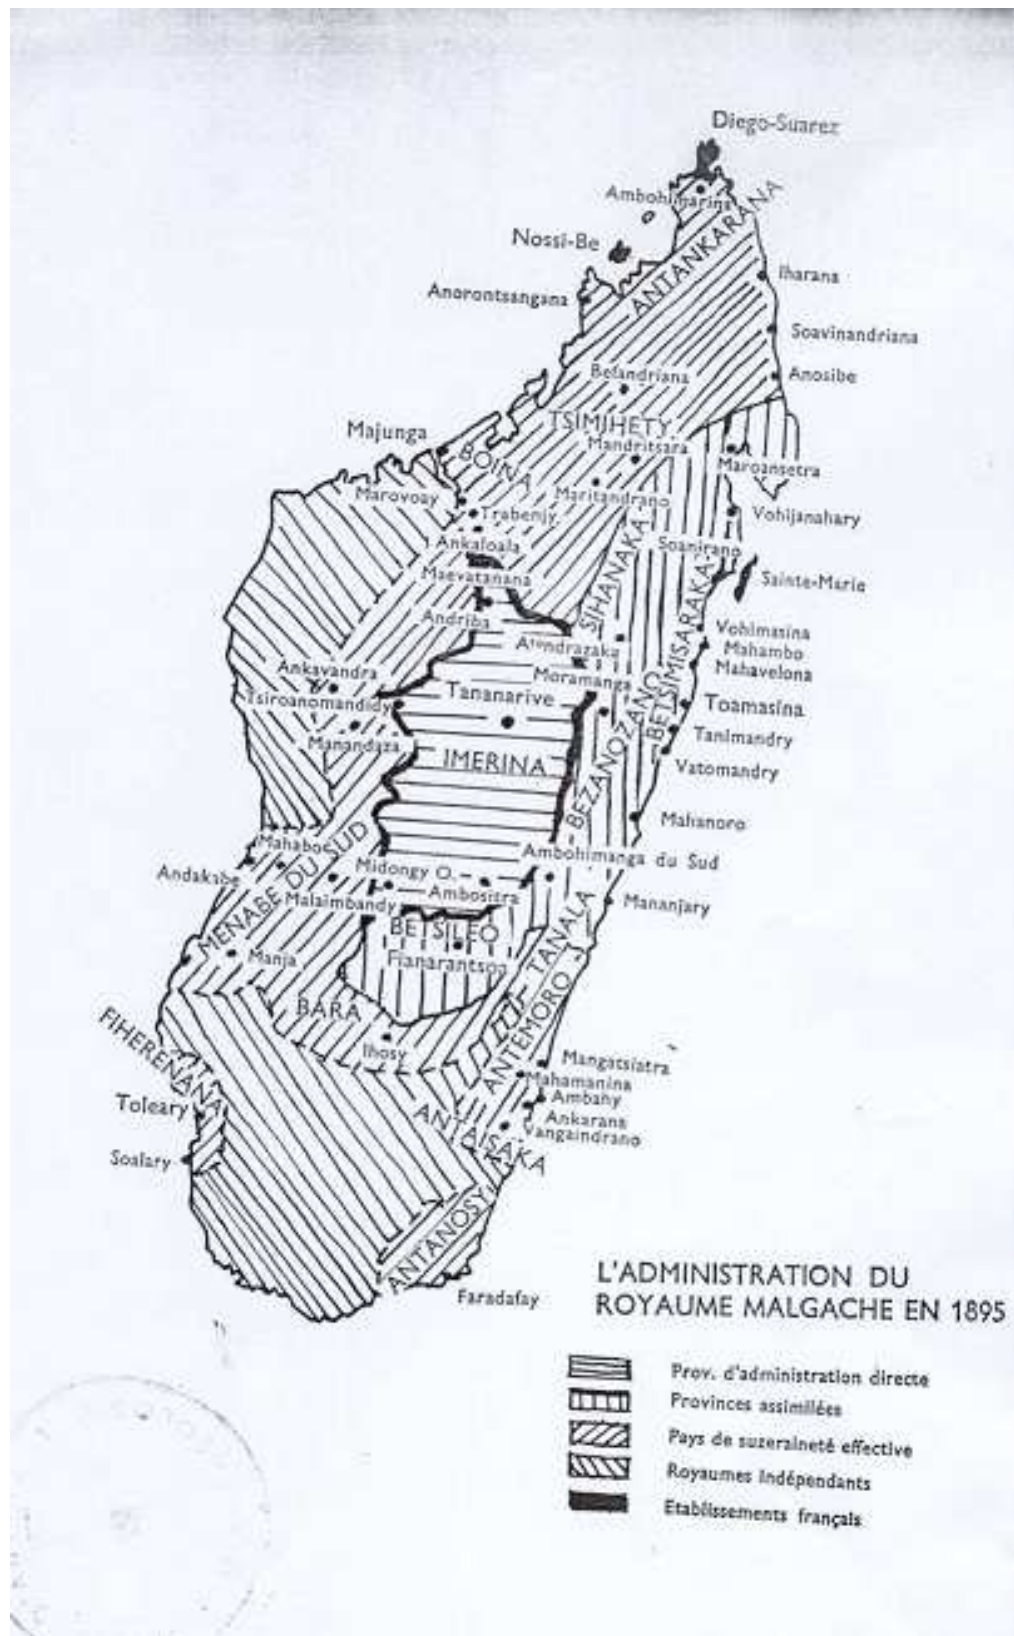 Diego-Suarez
Ambohimarina
ANTANKARANA
Nossi-Be
Iharana
Anorontsangana
Soavinandriana
Anosibe
Belandriana
TSIMIHETY
Mandritsara
Majunga
BOINA
Maroansetra
Marovoay
Maritandrano
Trabenjy
Vohijanahary
Ankaloala
Soanirano
SIHANAKA
Maevatanana
Sainte-Marie
Andriba
BETSIMISARAKA
Vohimasina
Atondrazaka
Mahambo
Ankavandra
Moramanga
Mahavelona
Tsiroanomandidy
Tananarive
Toamasina
Manandaza
Tanimandry
IMERINA
BEZANOZANO
Vatomandry
Mahanoro
Mahabo
MENABE DU SUD
Ambohimanga du Sud
Andakabe
Midongy O.
Malaimbandy
Ambositra
Mananjary
BETSILEO
TANALA
Manja
Fianarantsoa
BARA
ANTEMORO
FIHERENANA
Ihosy
Mangatsiatra
Mahamanina
Toleary
Ambahy
ANTAISAKA
Ankarana
Vangaindrano
Soalary
ANTANOSY
Faradafay
L'ADMINISTRATION DU
ROYAUME MALGACHE EN 1895
Prov. d'administration directe
Provinces assimilées
Pays de suzeraineté effective
Royaumes Indépendants
Etablissements français